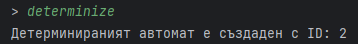 > determinize
Детерминираният автомат е създаден с ID: 2